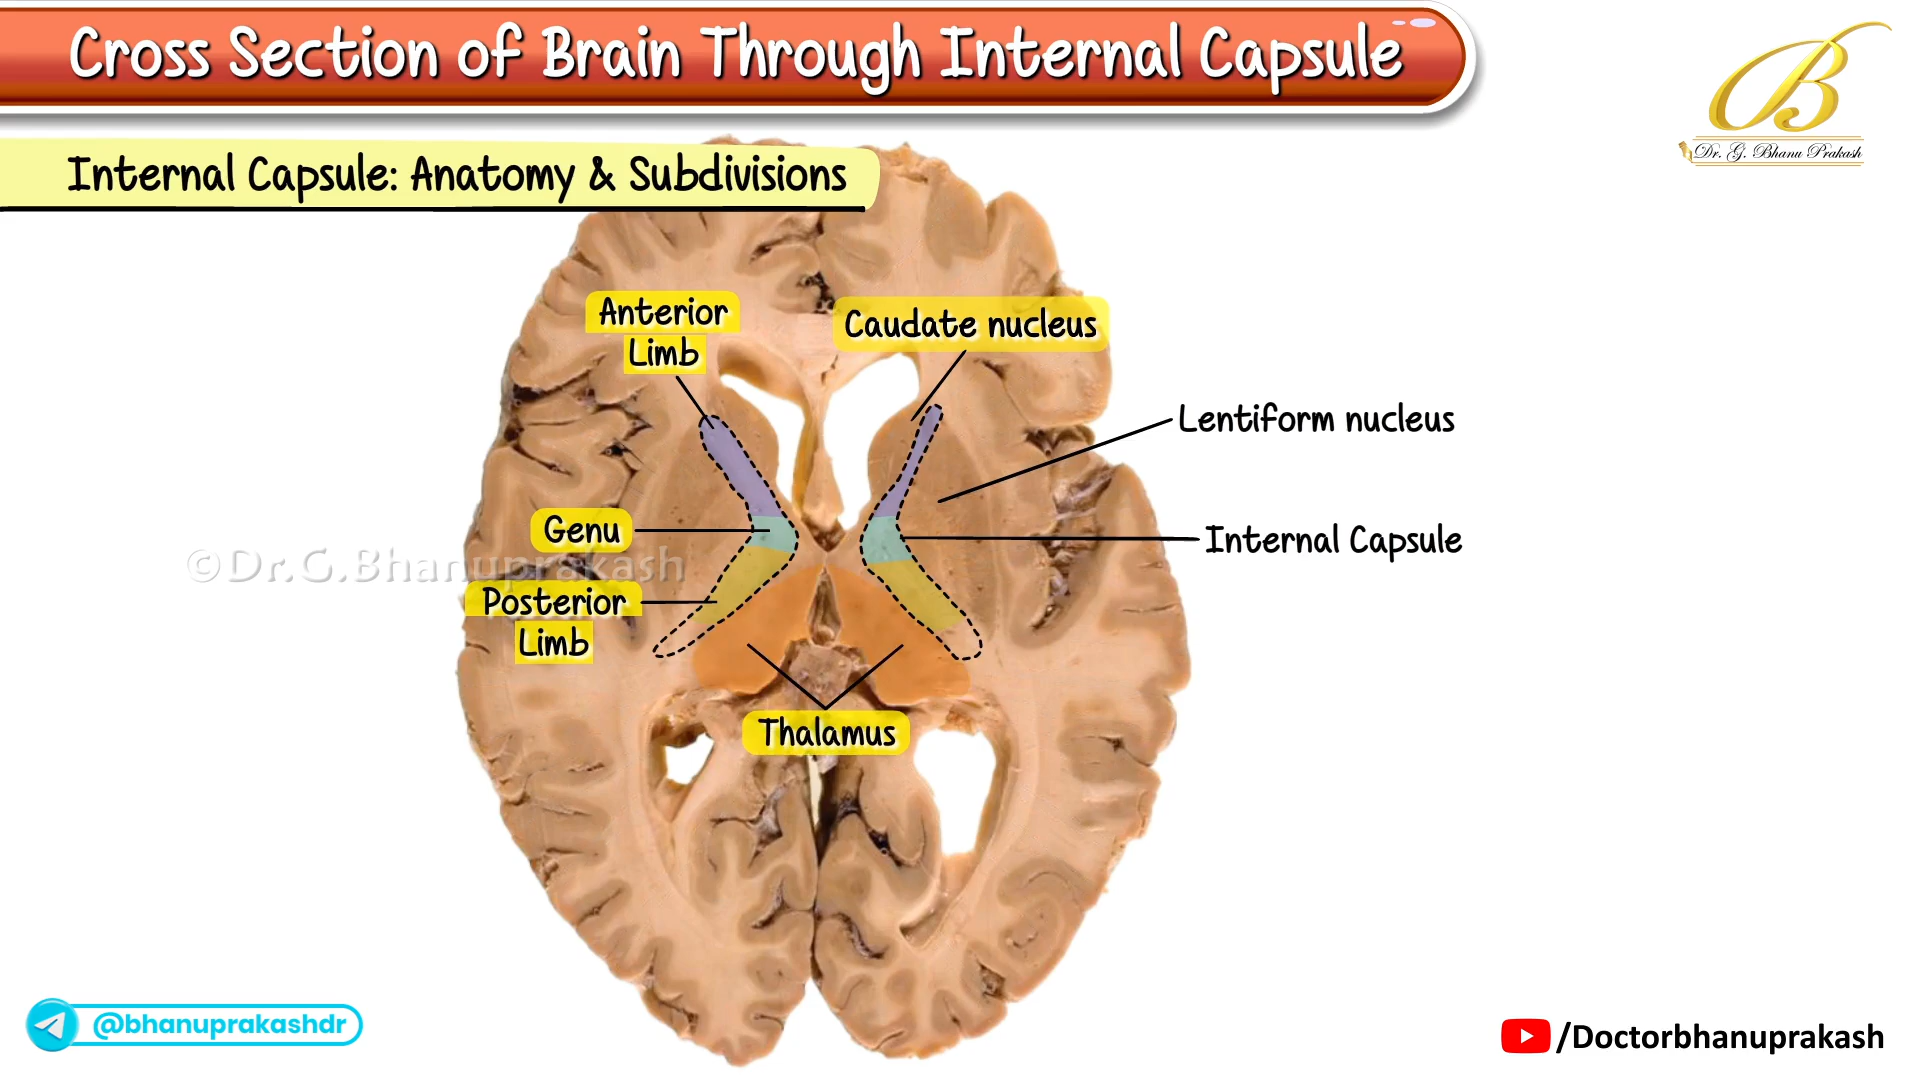 Cross Section of Brain Through Internal Capsule
Dr. G. Bhanu Prakash
Internal Capsule: Anatomy & Subdivisions
Anterior
Limb
Caudate nucleus
Lentiform nucleus
Genu
Internal Capsule
©Dr.G.Bhanuprakash
Posterior
Limb
Thalamus
@bhanuprakashdr
/Doctorbhanuprakash